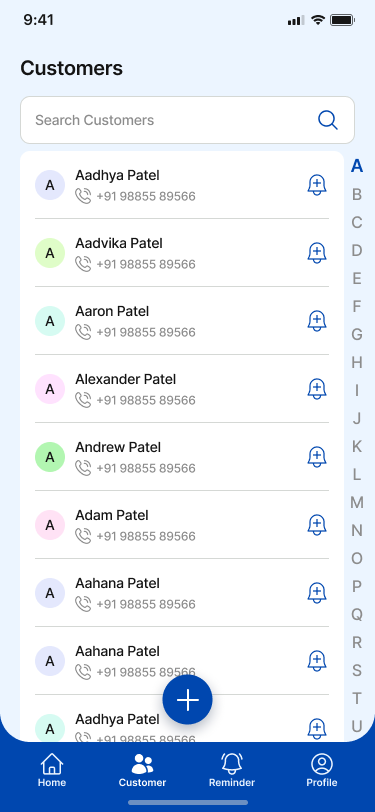 9:41
Customers
Search Customers
A
Aadhya Patel
+91 98855 89566
A
Aadvika Patel
+91 98855 89566
A
Aaron Patel
+91 98855 89566
A
Alexander Patel
+91 98855 89566
A
Andrew Patel
+91 98855 89566
A
Adam Patel
+91 98855 89566
A
Aahana Patel
+91 98855 89566
A
Aahana Patel
+91 98855 89566
A
Aadhya Patel
+91 98855 89566
A
B
C
D
E
F
G
H
I
J
K
L
M
N
O
P
Q
R
S
T
U
Home
Customer
Reminder
Profile